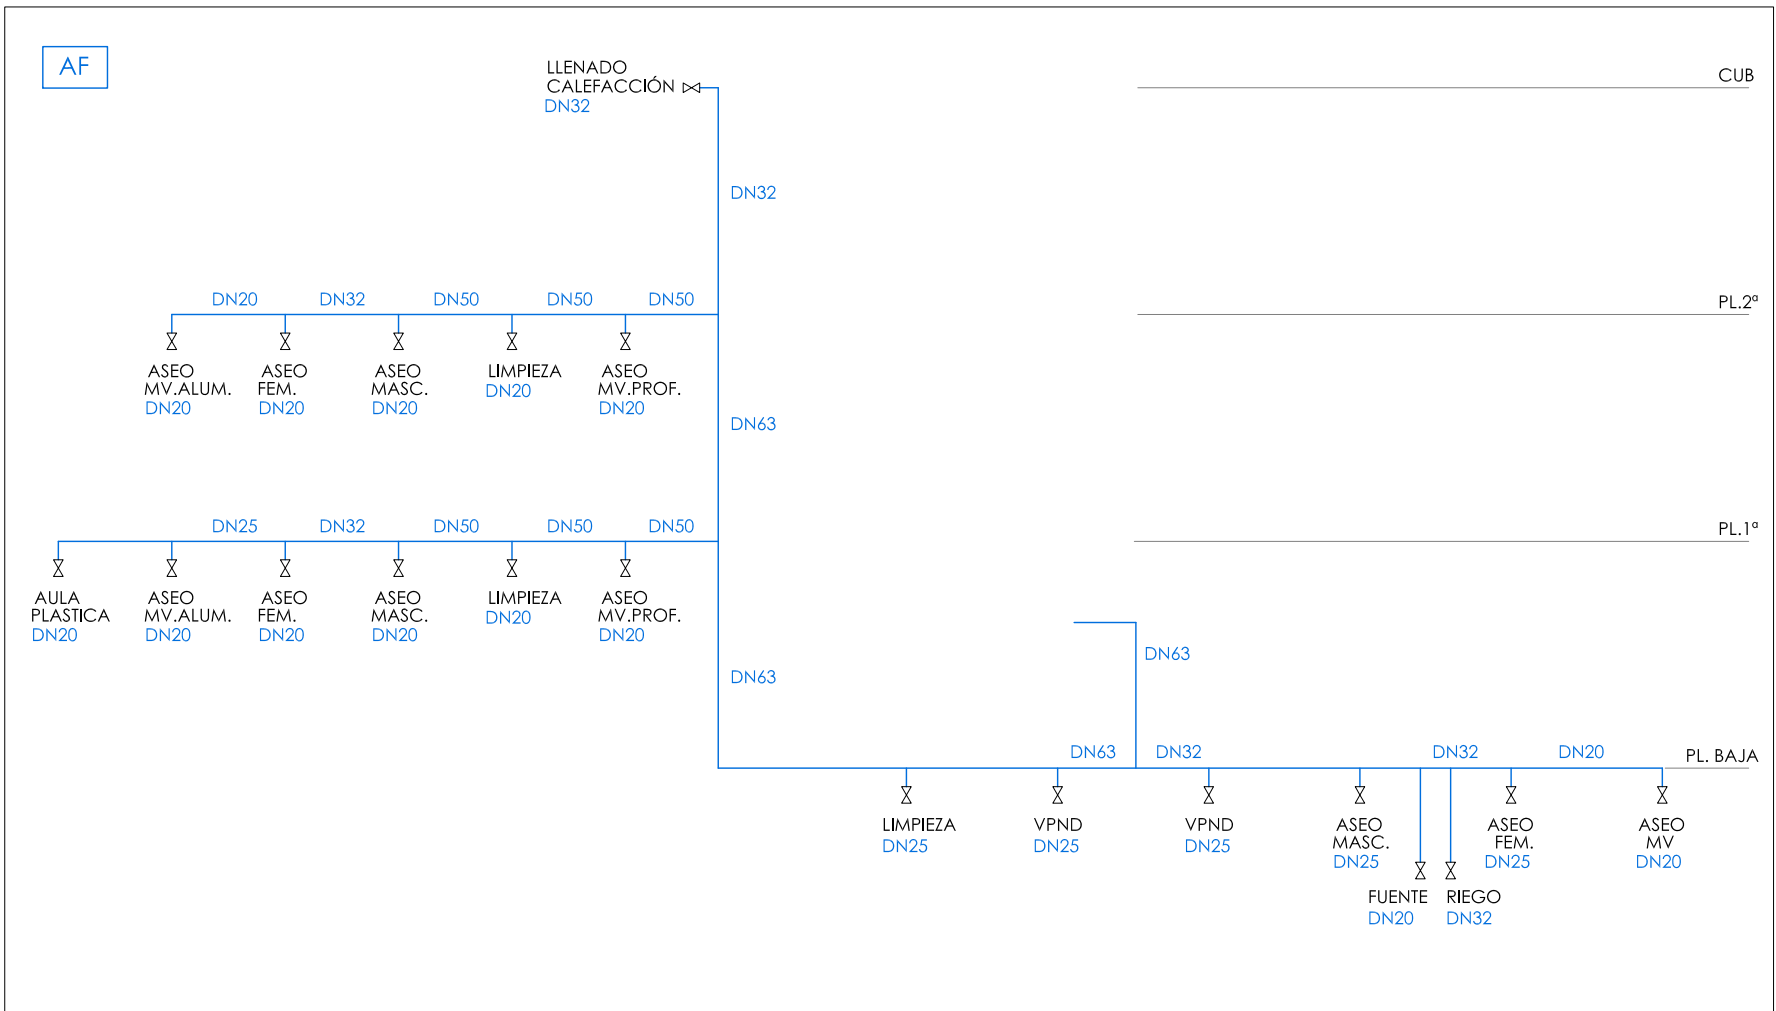 AF
LLENADO
CALEFACCIÓN
DN32
CUB
DN32
PL.2ª
DN20 DN32 DN50 DN50 DN50
ASEO MV.ALUM. DN20
ASEO FEM. DN20
ASEO MASC. DN20
LIMPIEZA DN20
ASEO MV.PROF. DN20
DN63
PL.1ª
DN25 DN32 DN50 DN50 DN50
AULA PLASTICA DN20
ASEO MV.ALUM. DN20
ASEO FEM. DN20
ASEO MASC. DN20
LIMPIEZA DN20
ASEO MV.PROF. DN20
DN63
DN63
DN63 DN32 DN32 DN20
PL. BAJA
LIMPIEZA DN25
VPND DN25
VPND DN25
ASEO MASC. DN25
FUENTE DN20
RIEGO DN32
ASEO FEM. DN25
ASEO MV DN20